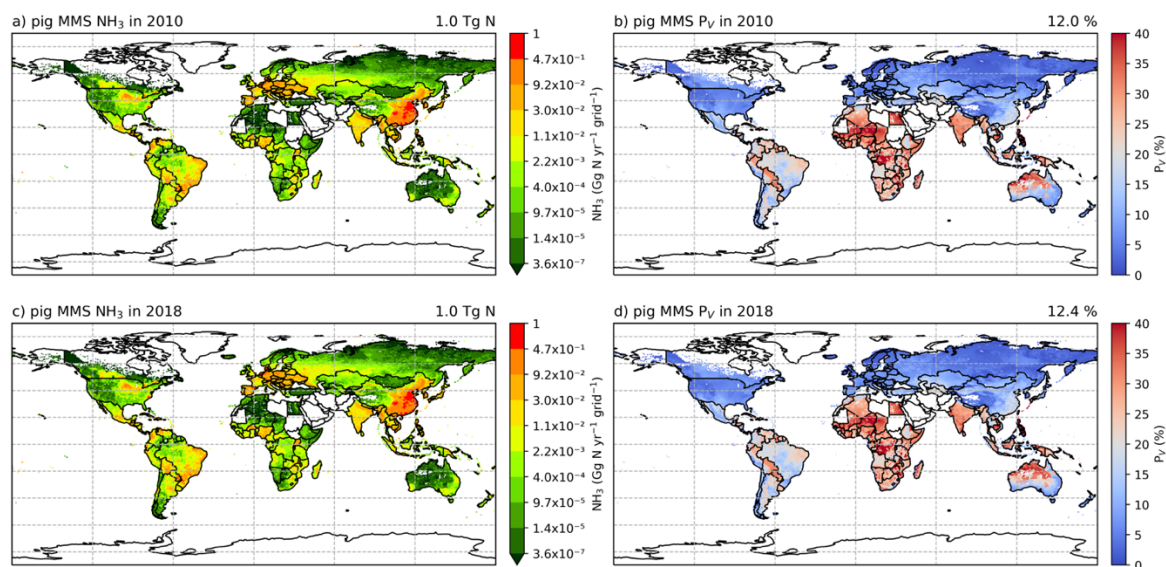 a) pig MMS NH₃ in 2010 1.0 Tg N
1
4.7x10⁻¹
9.2x10⁻²
3.0x10⁻²
1.1x10⁻²
2.2x10⁻³
4.0x10⁻⁴
9.7x10⁻⁵
1.4x10⁻⁵
3.6x10⁻⁷
NH₃ (Gg N yr⁻¹ grid⁻¹)
b) pig MMS Pᵥ in 2010 12.0 %
40
35
30
25
20
15
10
5
0
Pᵥ (%)
c) pig MMS NH₃ in 2018 1.0 Tg N
1
4.7x10⁻¹
9.2x10⁻²
3.0x10⁻²
1.1x10⁻²
2.2x10⁻³
4.0x10⁻⁴
9.7x10⁻⁵
1.4x10⁻⁵
3.6x10⁻⁷
NH₃ (Gg N yr⁻¹ grid⁻¹)
d) pig MMS Pᵥ in 2018 12.4 %
40
35
30
25
20
15
10
5
0
Pᵥ (%)